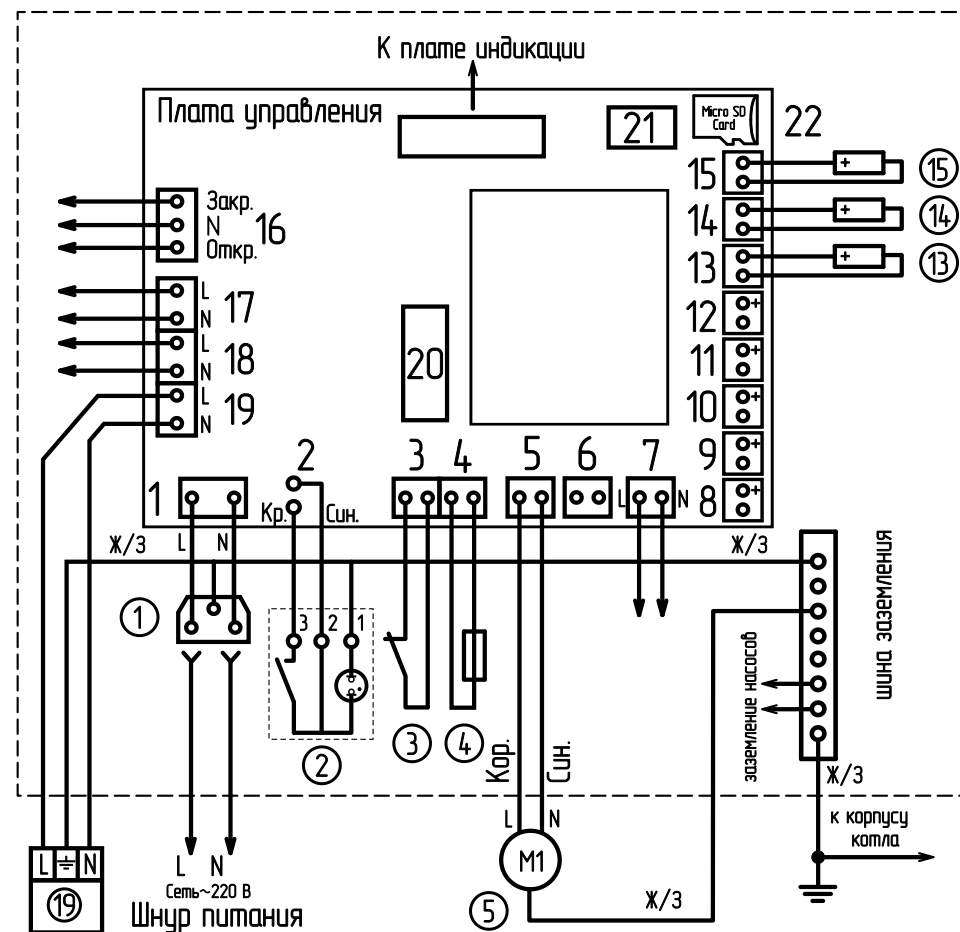 К плате индикации
Плата управления
21
Micro SD
Card
22
15
15
14
14
13
13
12
+
11
+
10
+
9
+
8
+
+
+
+
Закр.
N
Откр.
16
L
N
17
L
N
18
L
N
19
20
1
2
Кр.
Син.
3
4
5
6
7
L
N
Ж/З
L
N
Ж/З
1
3
2
1
2
3
4
Кор.
Син.
L
N
М1
5
Ж/З
шина заземления
заземление насосов
Ж/З
к корпусу
котла
L
N
19
L
N
Сеть~220 В
Шнур питания